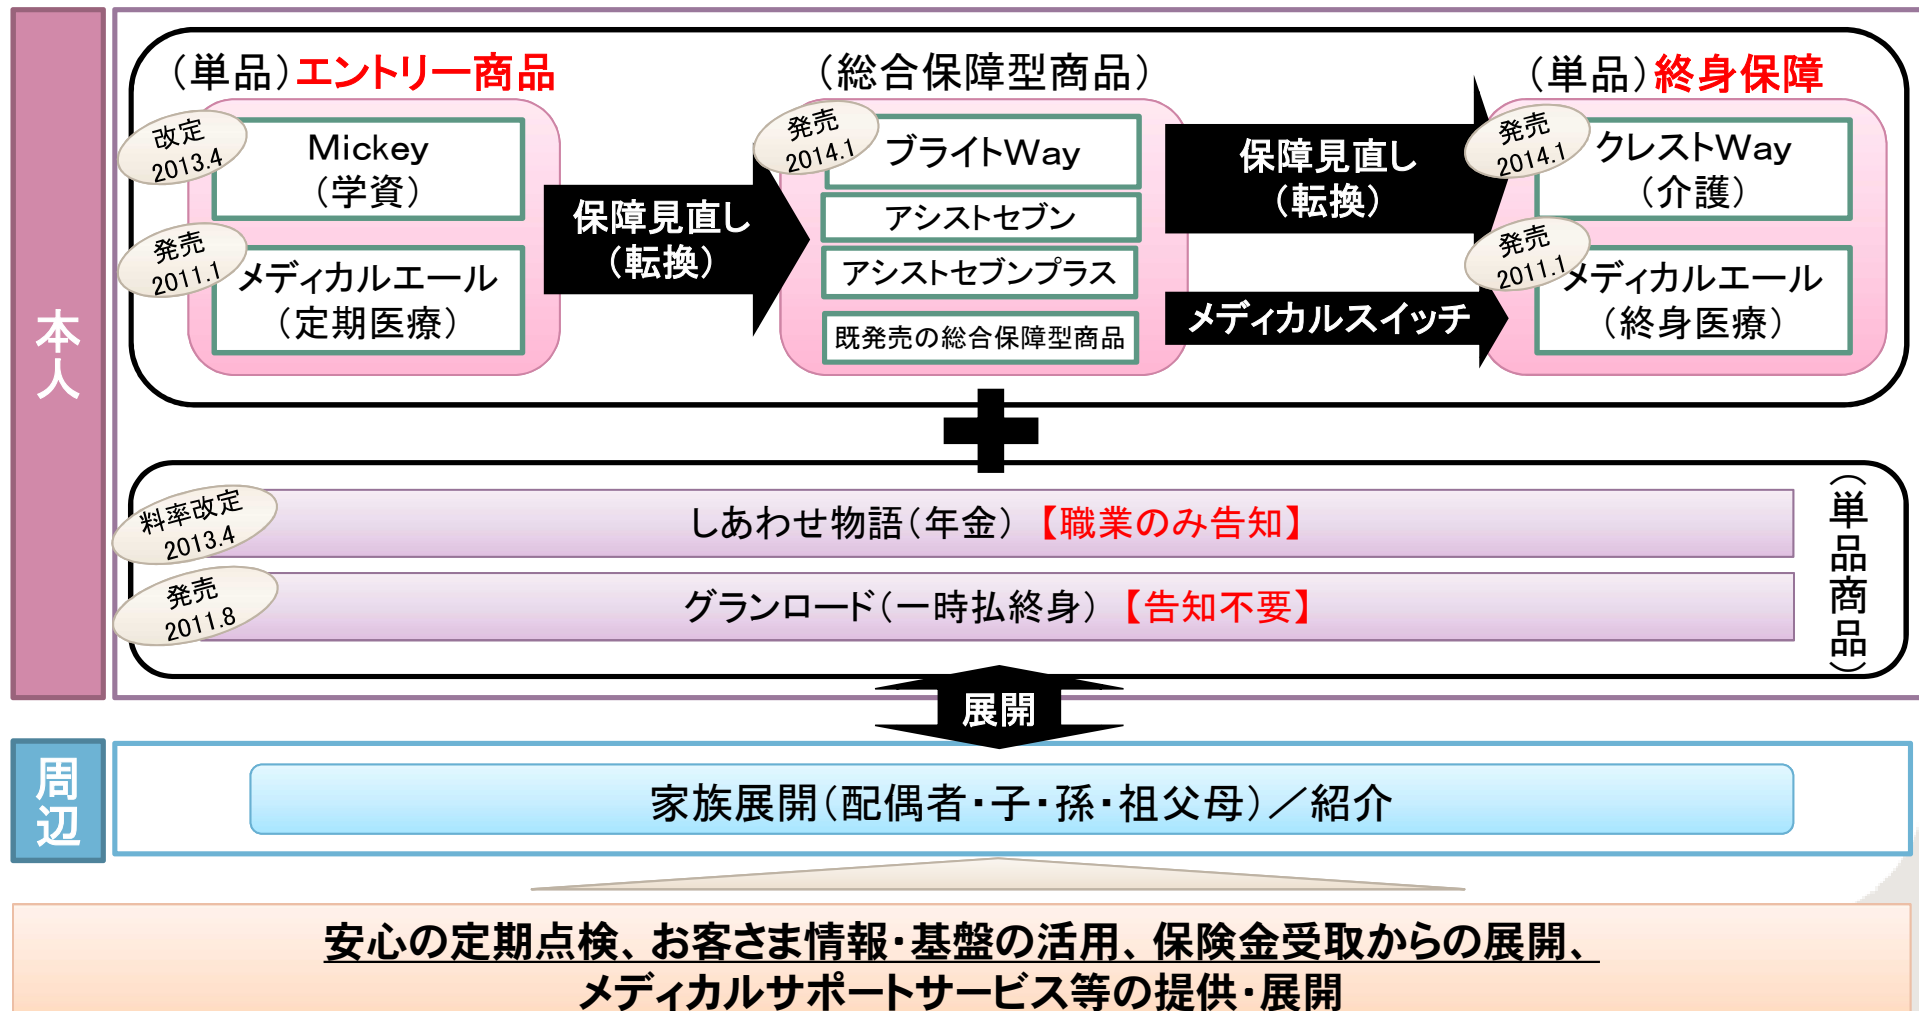 本人
（単品）エントリー商品
改定
2013.4
Mickey
（学資）
発売
2011.1
メディカルエール
（定期医療）
保障見直し
（転換）
（総合保障型商品）
発売
2014.1
ブライトWay
アシストセブン
アシストセブンプラス
既発売の総合保障型商品
保障見直し
（転換）
メディカルスイッチ
（単品）終身保障
発売
2014.1
クレストWay
（介護）
発売
2011.1
メディカルエール
（終身医療）
料率改定
2013.4
しあわせ物語（年金）【職業のみ告知】
発売
2011.8
グランロード（一時払終身）【告知不要】
（単品商品）
展開
周辺
家族展開（配偶者・子・孫・祖父母）／紹介
安心の定期点検、お客さま情報・基盤の活用、保険金受取からの展開、
メディカルサポートサービス等の提供・展開